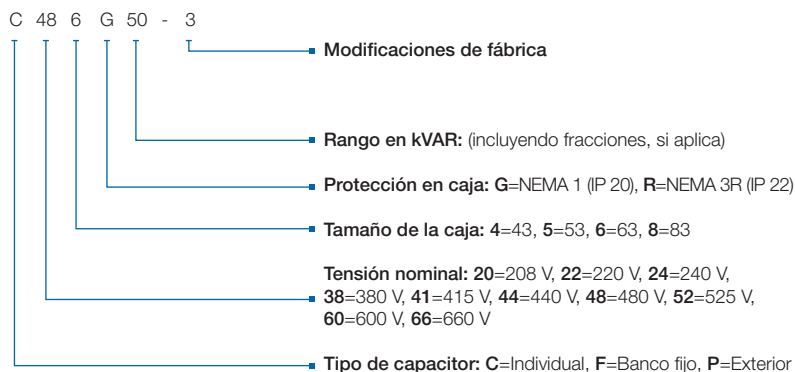 C 48 6 G 50 - 3
Modificaciones de fábrica
Rango en kVAR: (incluyendo fracciones, si aplica)
Protección en caja: G=NEMA 1 (IP 20), R=NEMA 3R (IP 22)
Tamaño de la caja: 4=43, 5=53, 6=63, 8=83
Tensión nominal: 20=208 V, 22=220 V, 24=240 V,
38=380 V, 41=415 V, 44=440 V, 48=480 V, 52=525 V,
60=600 V, 66=660 V
Tipo de capacitor: C=Individual, F=Banco fijo, P=Exterior